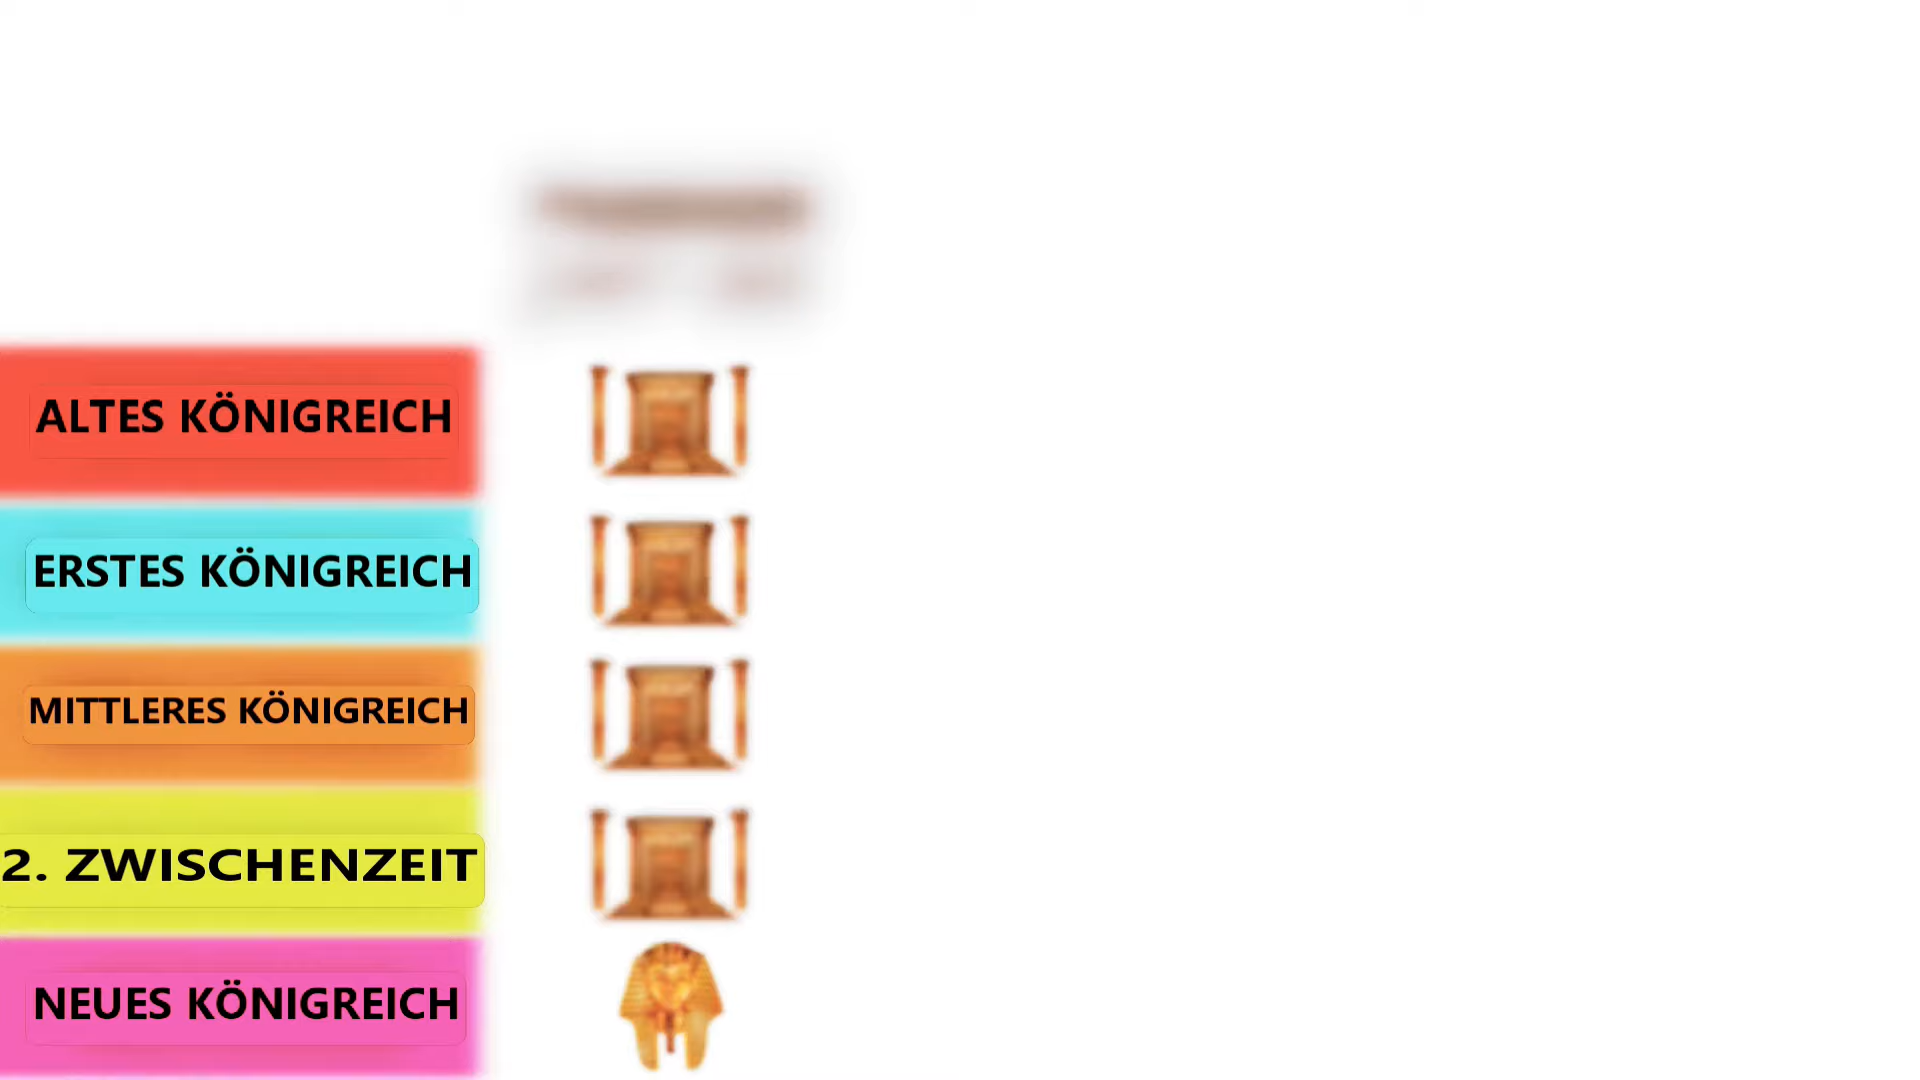 ALTES KÖNIGREICH
ERSTES KÖNIGREICH
MITTLERES KÖNIGREICH
2. ZWISCHENZEIT
NEUES KÖNIGREICH